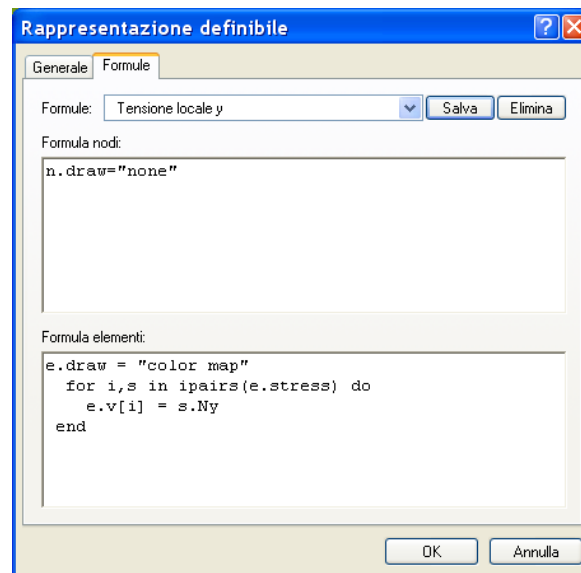 Rappresentazione definibile
Generale Formule
Formule: Tensione locale y Salva Elimina
Formula nodi:
n.draw="none"
Formula elementi:
e.draw = "color map"
  for i,s in ipairs(e.stress) do
    e.v[i] = s.Ny
 end
OK Annulla